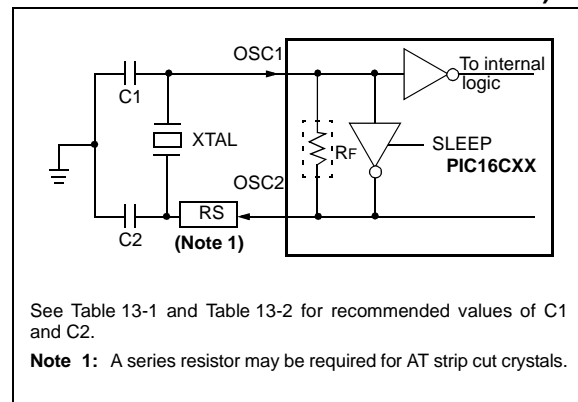 OSC1
To internal
logic
C1
XTAL
RF
SLEEP
PIC16CXX
OSC2
C2
RS
(Note 1)
See Table 13-1 and Table 13-2 for recommended values of C1
and C2.
Note 1: A series resistor may be required for AT strip cut crystals.